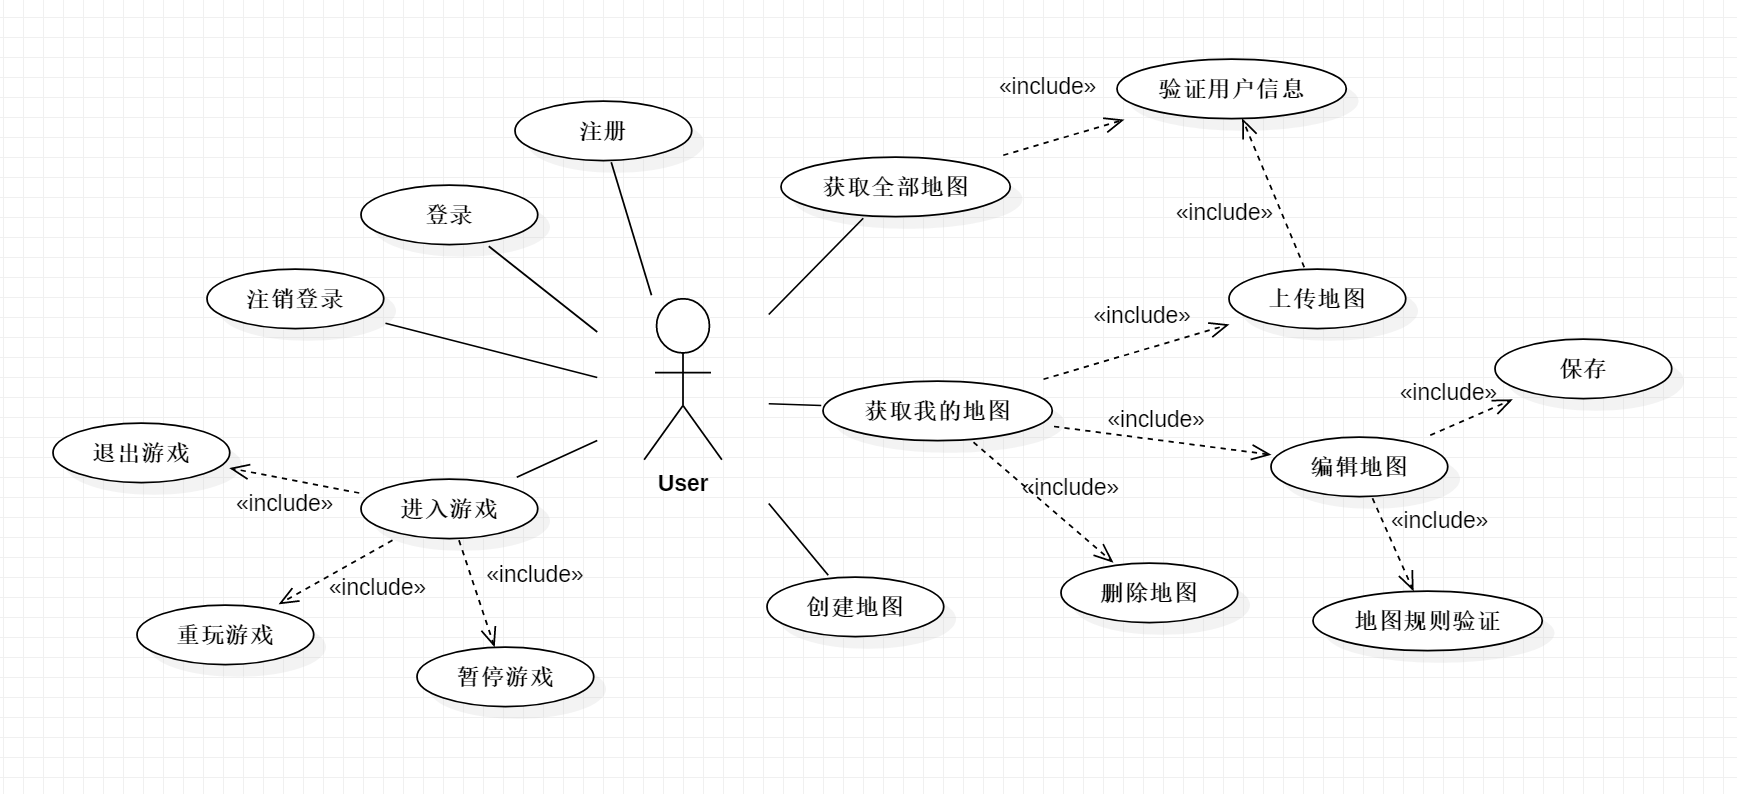 «include»
验证用户信息
注册
获取全部地图
登录
«include»
注销登录
上传地图
«include»
保存
«include»
获取我的地图
«include»
退出游戏
编辑地图
User
«include»
«include»
进入游戏
«include»
«include»
«include»
删除地图
创建地图
地图规则验证
重玩游戏
暂停游戏